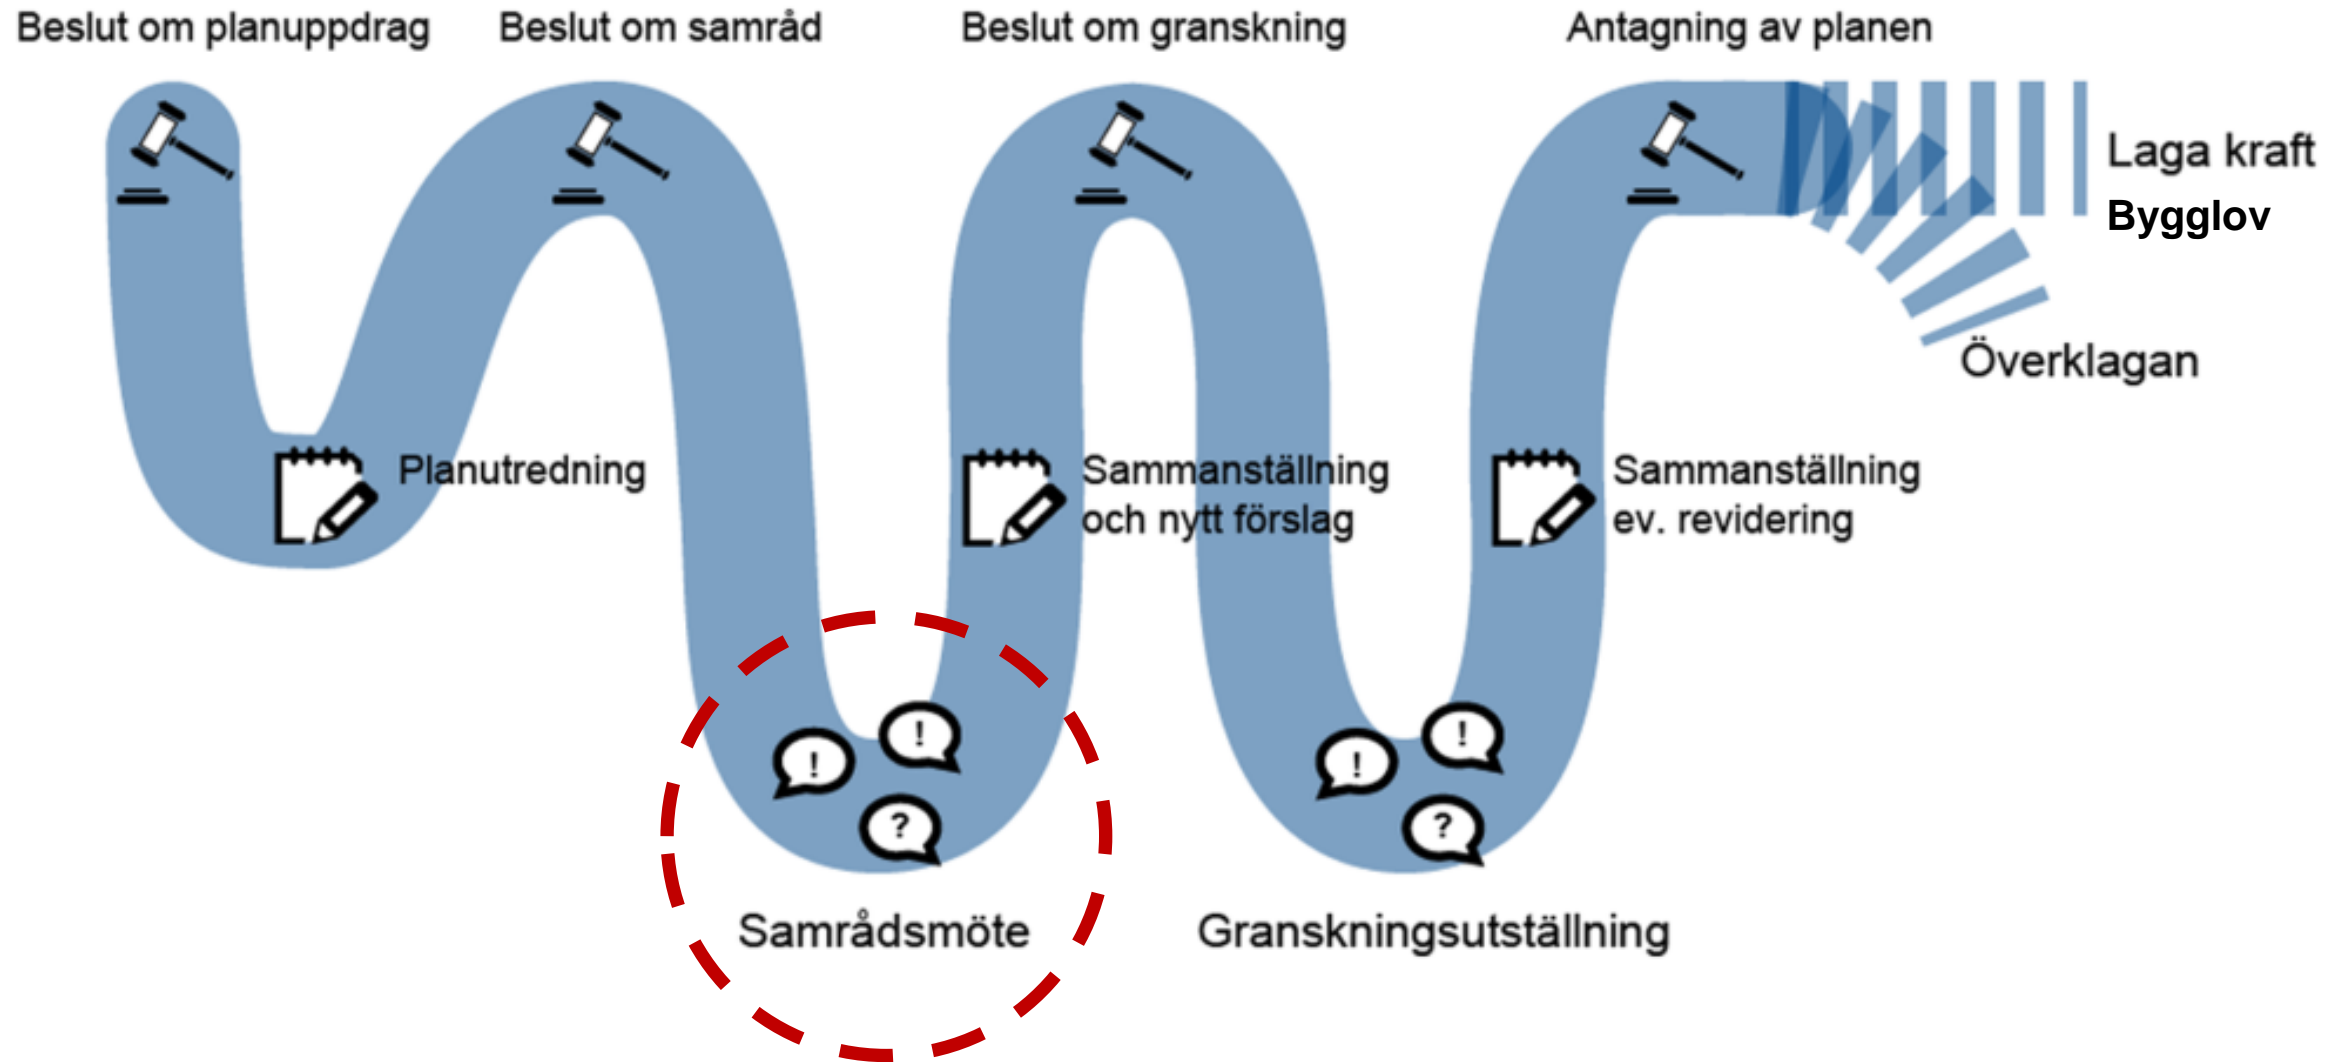 Beslut om planuppdrag
Beslut om samråd
Beslut om granskning
Antagning av planen
Laga kraft
Bygglov
Överklagan
Planutredning
Sammanställning
och nytt förslag
Sammanställning
ev. revidering
!
!
?
!
!
?
Samrådsmöte
Granskningsutställning